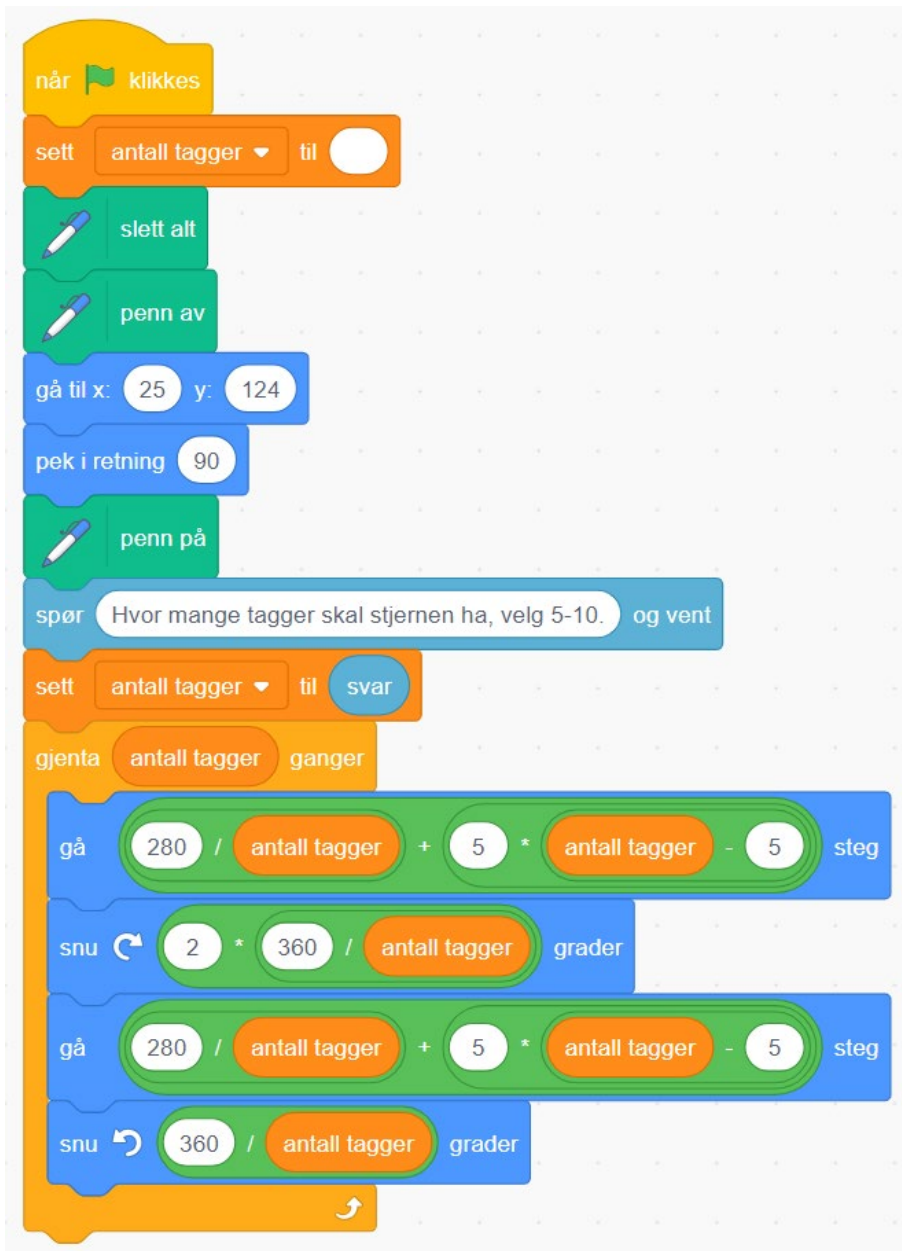 når klikkes
sett antall tagger til
slett alt
penn av
gå til x: 25 y: 124
pek i retning 90
penn på
spør Hvor mange tagger skal stjernen ha, velg 5-10. og vent
sett antall tagger til svar
gjenta antall tagger ganger
gå 280 / antall tagger + 5 * antall tagger - 5 steg
snu 2 * 360 / antall tagger grader
gå 280 / antall tagger + 5 * antall tagger - 5 steg
snu 360 / antall tagger grader